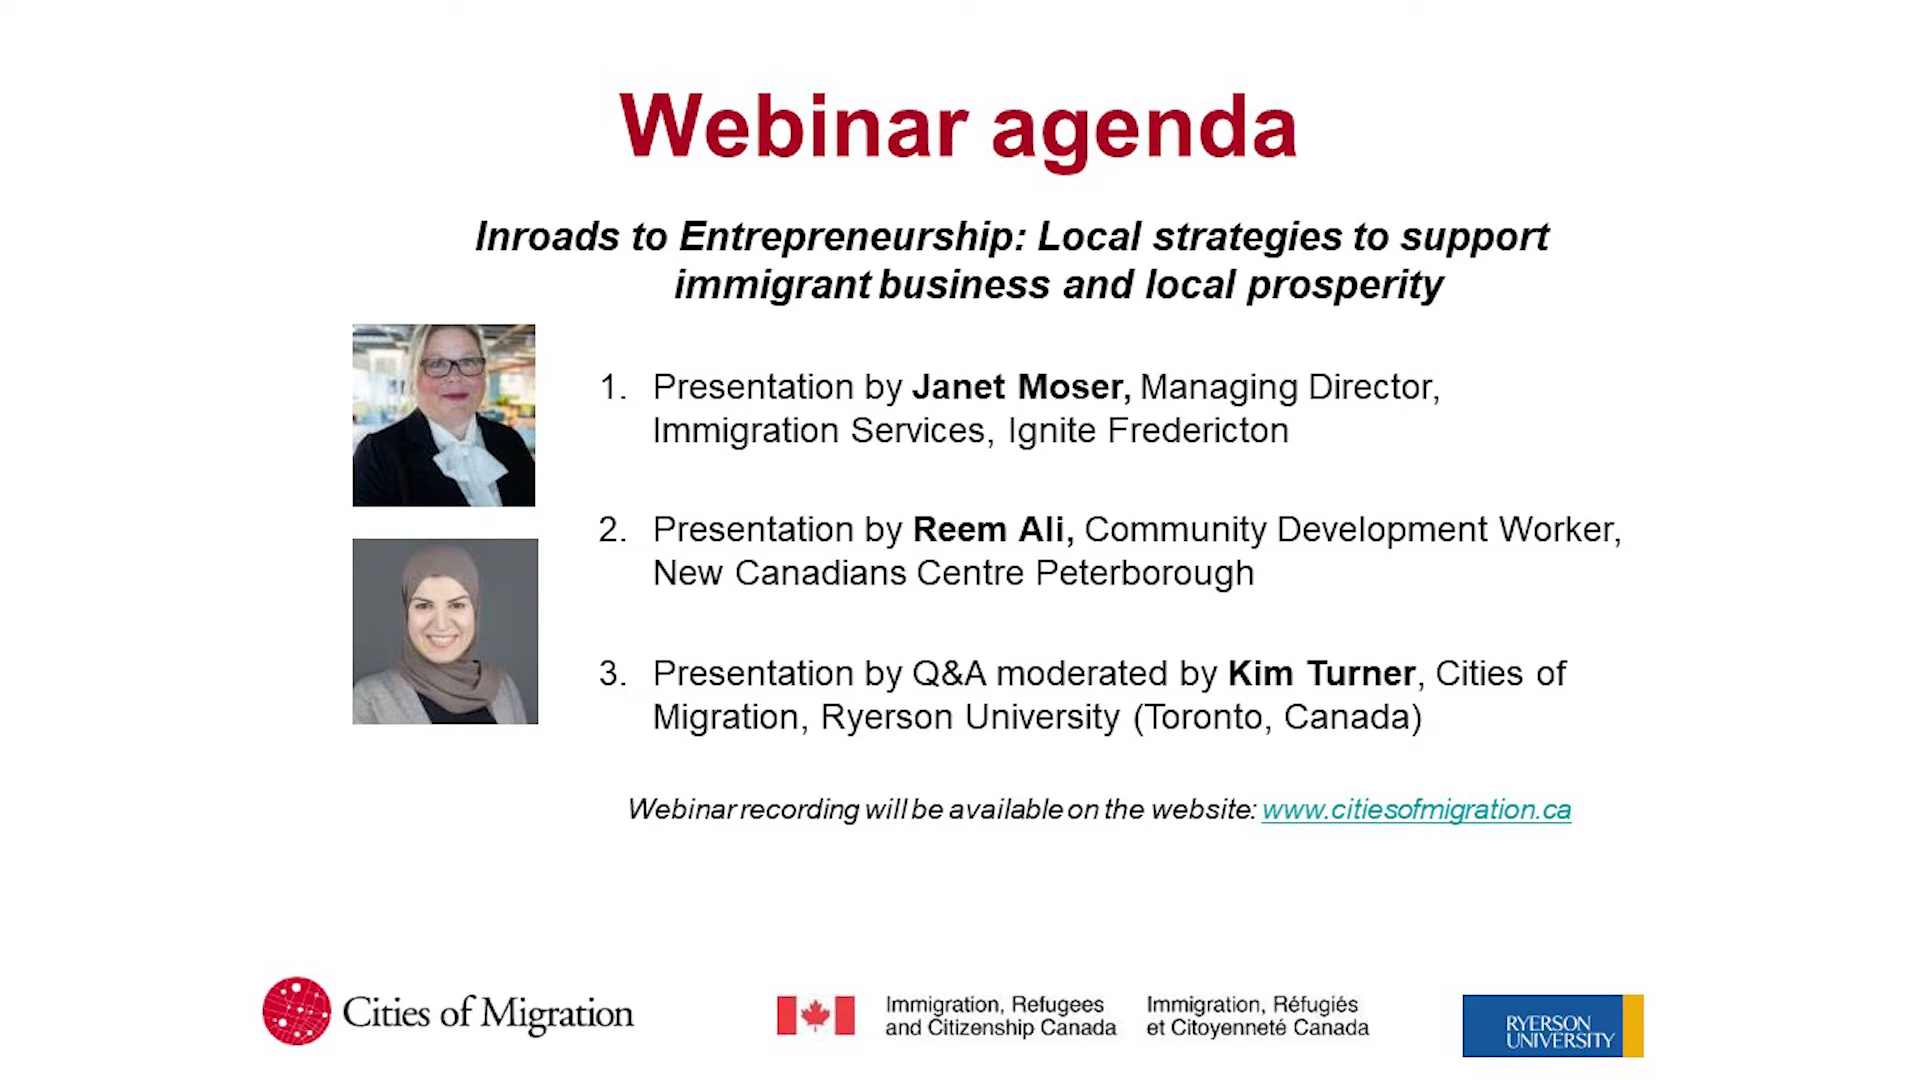 Webinar agenda
Inroads to Entrepreneurship: Local strategies to support
immigrant business and local prosperity
1. Presentation by Janet Moser, Managing Director,
Immigration Services, Ignite Fredericton
2. Presentation by Reem Ali, Community Development Worker,
New Canadians Centre Peterborough
3. Presentation by Q&A moderated by Kim Turner, Cities of
Migration, Ryerson University (Toronto, Canada)
Webinar recording will be available on the website: www.citiesofmigration.ca
Cities of Migration
Immigration, Refugees
and Citizenship Canada
Immigration, Réfugiés
et Citoyenneté Canada
RYERSON
UNIVERSITY